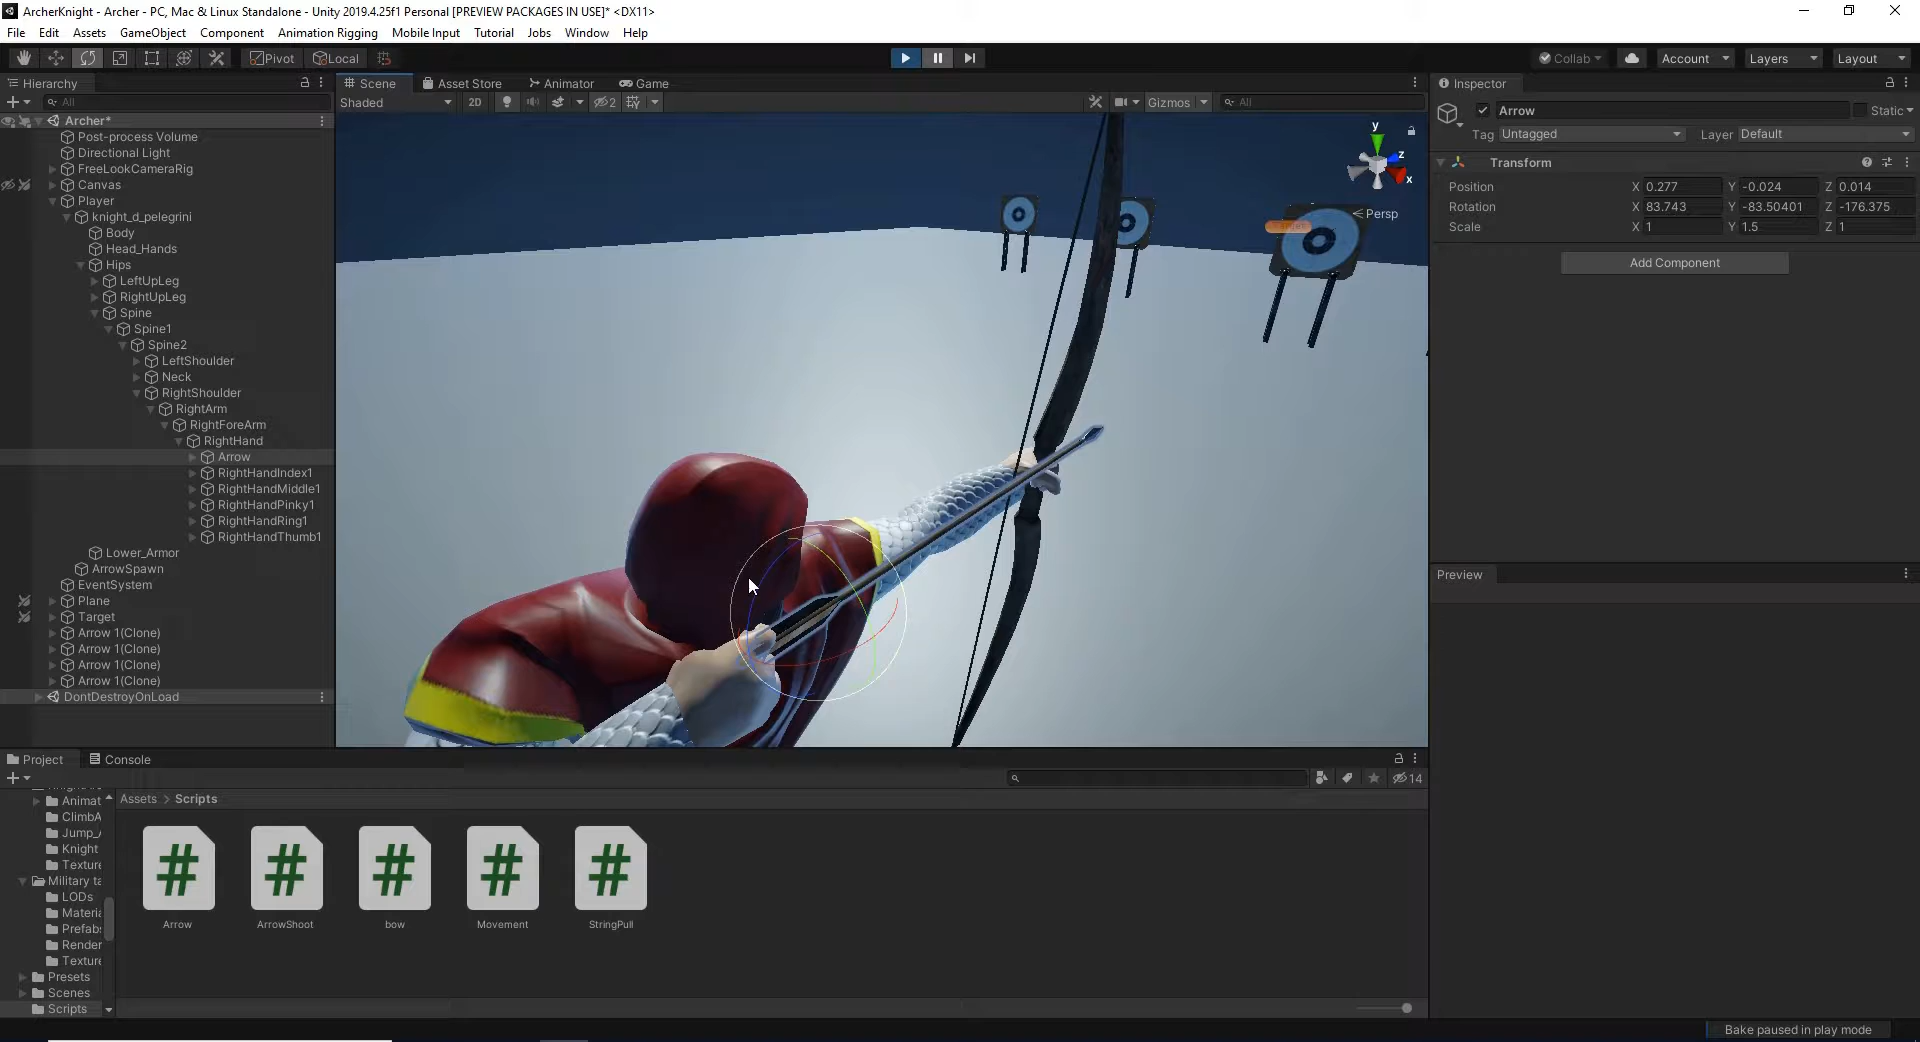 ArcherKnight - Archer - PC, Mac & Linux Standalone - Unity 2019.4.25f1 Personal [PREVIEW PACKAGES IN USE]* <DX11>
File Edit Assets GameObject Component Animation Rigging Mobile Input Tutorial Jobs Window Help
Pivot Local Collab Account Layers Layout
Hierarchy
All
Archer*
Post-process Volume
Directional Light
FreeLookCameraRig
Canvas
Player
knight_d_pelegrini
Body
Head_Hands
Hips
LeftUpLeg
RightUpLeg
Spine
Spine1
Spine2
LeftShoulder
Neck
RightShoulder
RightArm
RightForeArm
RightHand
Arrow
RightHandIndex1
RightHandMiddle1
RightHandPinky1
RightHandRing1
RightHandThumb1
Lower_Armor
ArrowSpawn
EventSystem
Plane
Target
Arrow 1(Clone)
Arrow 1(Clone)
Arrow 1(Clone)
Arrow 1(Clone)
DontDestroyOnLoad
Scene Asset Store Animator Game
Shaded 2D 2 Gizmos All
y
z
x
Persp
Inspector
Arrow Static
Tag Untagged Layer Default
Transform
Position X 0.277 Y -0.024 Z 0.014
Rotation X 83.743 Y -83.50401 Z -176.375
Scale X 1 Y 1.5 Z 1
Add Component
Preview
Project Console
14
Animat
ClimbA
Jump_A
Knight
Texture
Military ta
LODs
Materia
Prefabs
Render
Texture
Presets
Scenes
Scripts
Assets > Scripts
Arrow ArrowShoot bow Movement StringPull
Bake paused in play mode